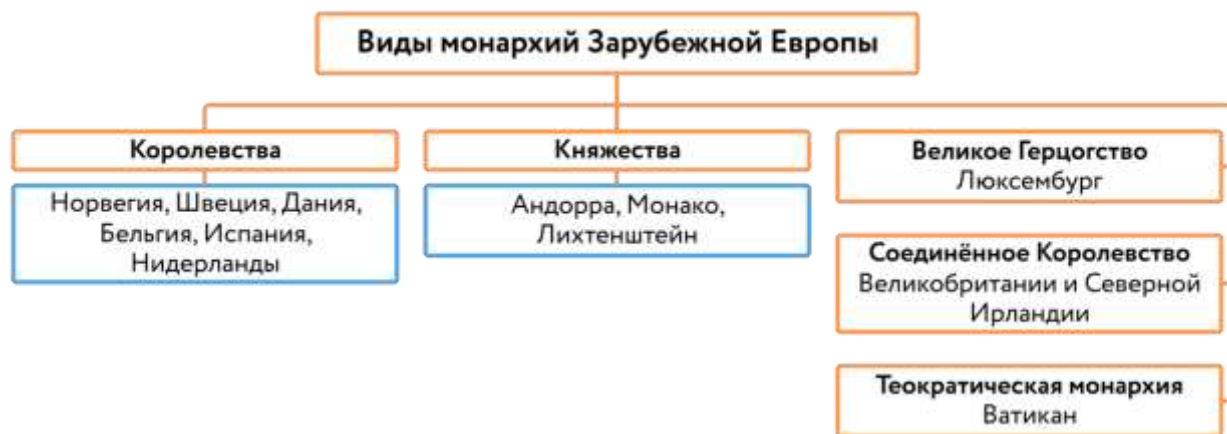 Виды монархий Зарубежной Европы
Королевства
Норвегия, Швеция, Дания,
Бельгия, Испания,
Нидерланды
Княжества
Андорра, Монако,
Лихтенштейн
Великое Герцогство
Люксембург
Соединённое Королевство
Великобритании и Северной
Ирландии
Теократическая монархия
Ватикан